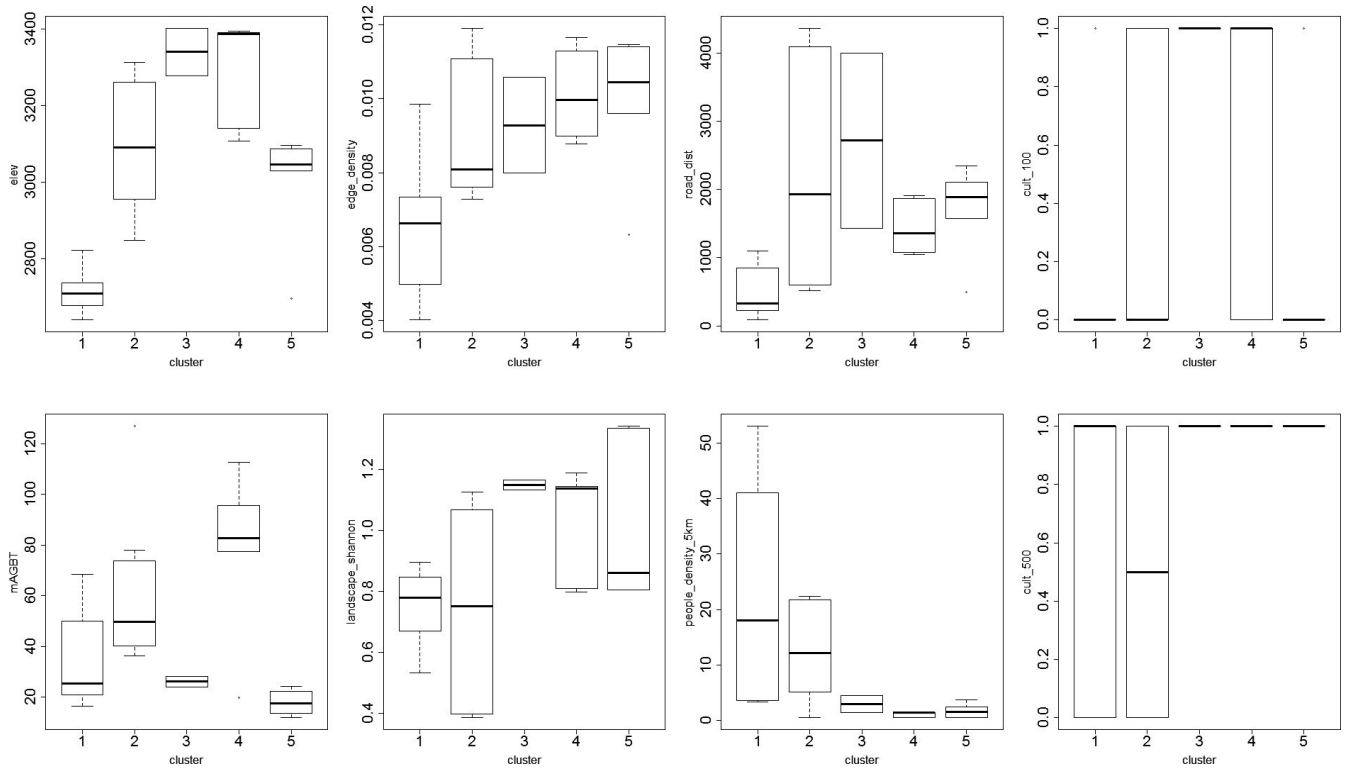 elev
3400
3200
3000
2800
1 2 3 4 5
cluster
edge_density
0.012
0.010
0.008
0.006
0.004
1 2 3 4 5
cluster
road_dist
4000
3000
2000
1000
0
1 2 3 4 5
cluster
cult_100
1.0
0.8
0.6
0.4
0.2
0.0
1 2 3 4 5
cluster
mAGBT
120
100
80
60
40
20
1 2 3 4 5
cluster
landscape_shannon
1.2
1.0
0.8
0.6
0.4
1 2 3 4 5
cluster
people_density_5km
50
40
30
20
10
0
1 2 3 4 5
cluster
cult_500
1.0
0.8
0.6
0.4
0.2
0.0
1 2 3 4 5
cluster